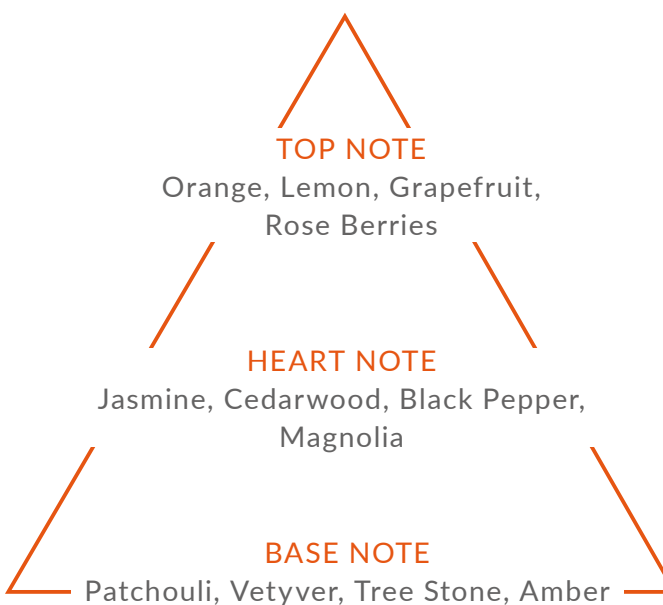 TOP NOTE
Orange, Lemon, Grapefruit,
Rose Berries
HEART NOTE
Jasmine, Cedarwood, Black Pepper,
Magnolia
BASE NOTE
Patchouli, Vetyver, Tree Stone, Amber